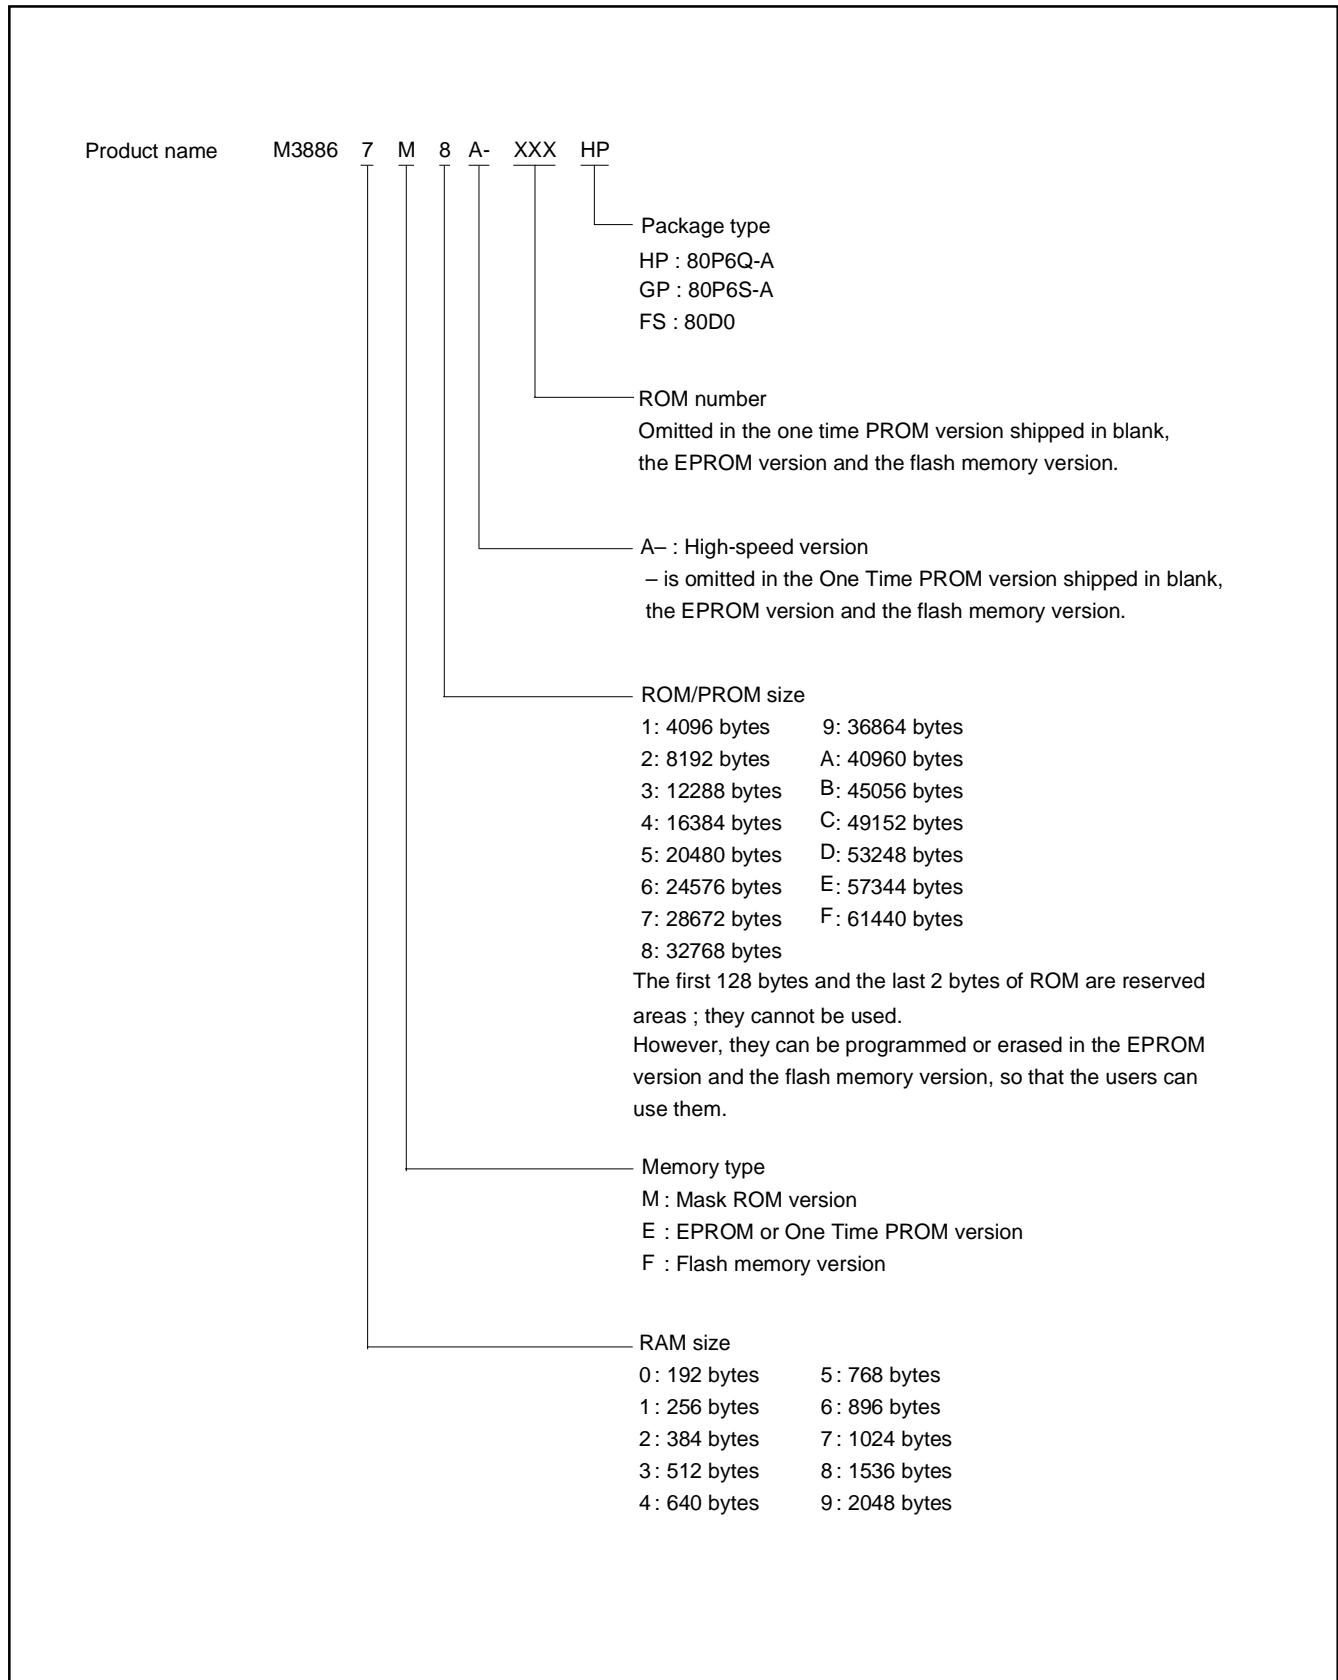 Product name M3886 7 M 8 A- XXX HP
Package type
HP : 80P6Q-A
GP : 80P6S-A
FS : 80D0
ROM number
Omitted in the one time PROM version shipped in blank,
the EPROM version and the flash memory version.
A– : High-speed version
– is omitted in the One Time PROM version shipped in blank,
the EPROM version and the flash memory version.
ROM/PROM size
1: 4096 bytes 9: 36864 bytes
2: 8192 bytes A: 40960 bytes
3: 12288 bytes B: 45056 bytes
4: 16384 bytes C: 49152 bytes
5: 20480 bytes D: 53248 bytes
6: 24576 bytes E: 57344 bytes
7: 28672 bytes F: 61440 bytes
8: 32768 bytes
The first 128 bytes and the last 2 bytes of ROM are reserved
areas ; they cannot be used.
However, they can be programmed or erased in the EPROM
version and the flash memory version, so that the users can
use them.
Memory type
M : Mask ROM version
E : EPROM or One Time PROM version
F : Flash memory version
RAM size
0 : 192 bytes 5 : 768 bytes
1 : 256 bytes 6 : 896 bytes
2 : 384 bytes 7 : 1024 bytes
3 : 512 bytes 8 : 1536 bytes
4 : 640 bytes 9 : 2048 bytes